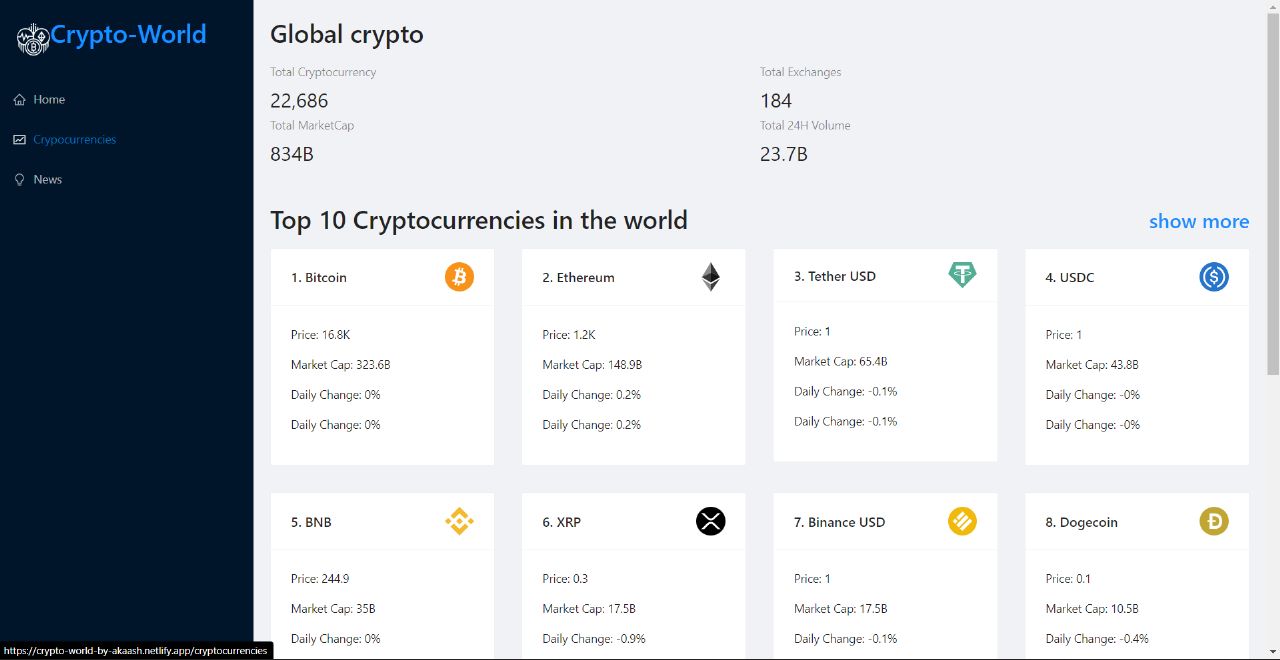 Crypto-World
Home
Crypocurrencies
News
Global crypto
Total Cryptocurrency
22,686
Total Exchanges
184
Total MarketCap
834B
Total 24H Volume
23.7B
Top 10 Cryptocurrencies in the world
show more
1. Bitcoin
Price: 16.8K
Market Cap: 323.6B
Daily Change: 0%
Daily Change: 0%
2. Ethereum
Price: 1.2K
Market Cap: 148.9B
Daily Change: 0.2%
Daily Change: 0.2%
3. Tether USD
Price: 1
Market Cap: 65.4B
Daily Change: -0.1%
Daily Change: -0.1%
4. USDC
Price: 1
Market Cap: 43.8B
Daily Change: -0%
Daily Change: -0%
5. BNB
Price: 244.9
Market Cap: 35B
Daily Change: 0%
6. XRP
Price: 0.3
Market Cap: 17.5B
Daily Change: -0.9%
7. Binance USD
Price: 1
Market Cap: 17.5B
Daily Change: -0.1%
8. Dogecoin
Price: 0.1
Market Cap: 10.5B
Daily Change: -0.4%
https://crypto-world-by-akaash.netlify.app/cryptocurrencies